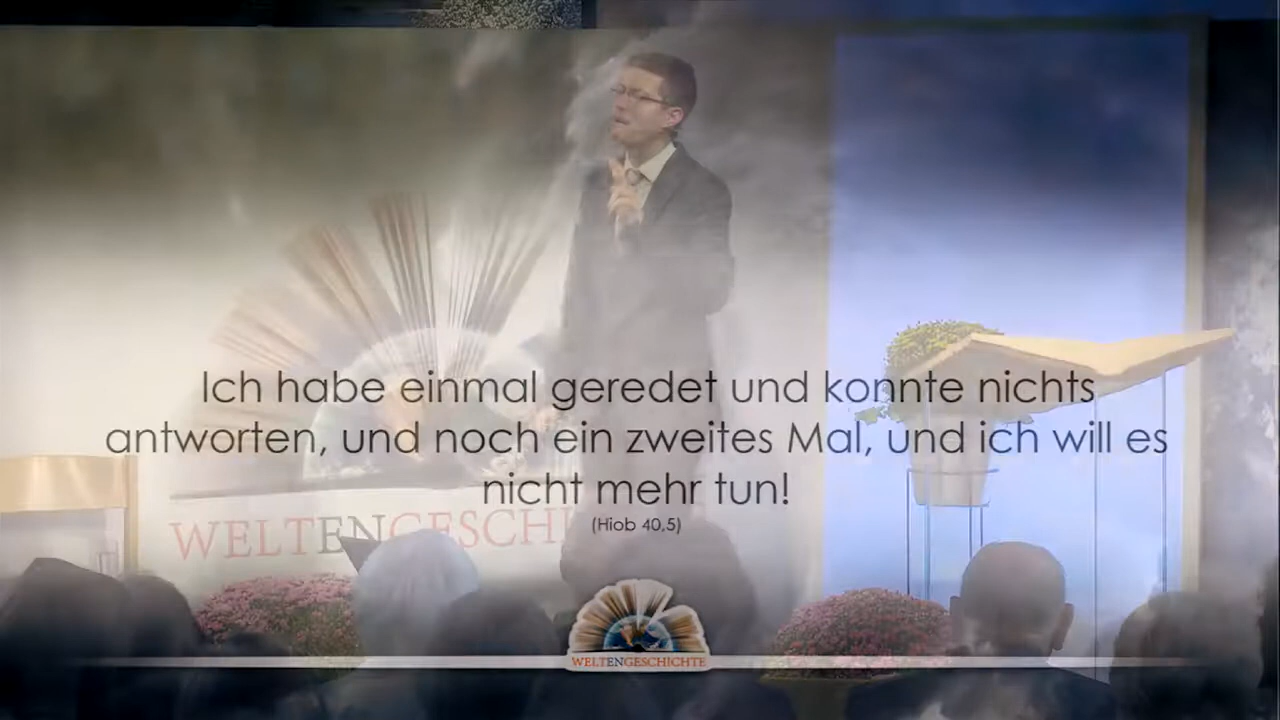 Ich habe einmal geredet und konnte nichts
antworten, und noch ein zweites Mal, und ich will es
nicht mehr tun!
(Hiob 40,5)
WELTENGESCHI
WELTENGESCHICHTE